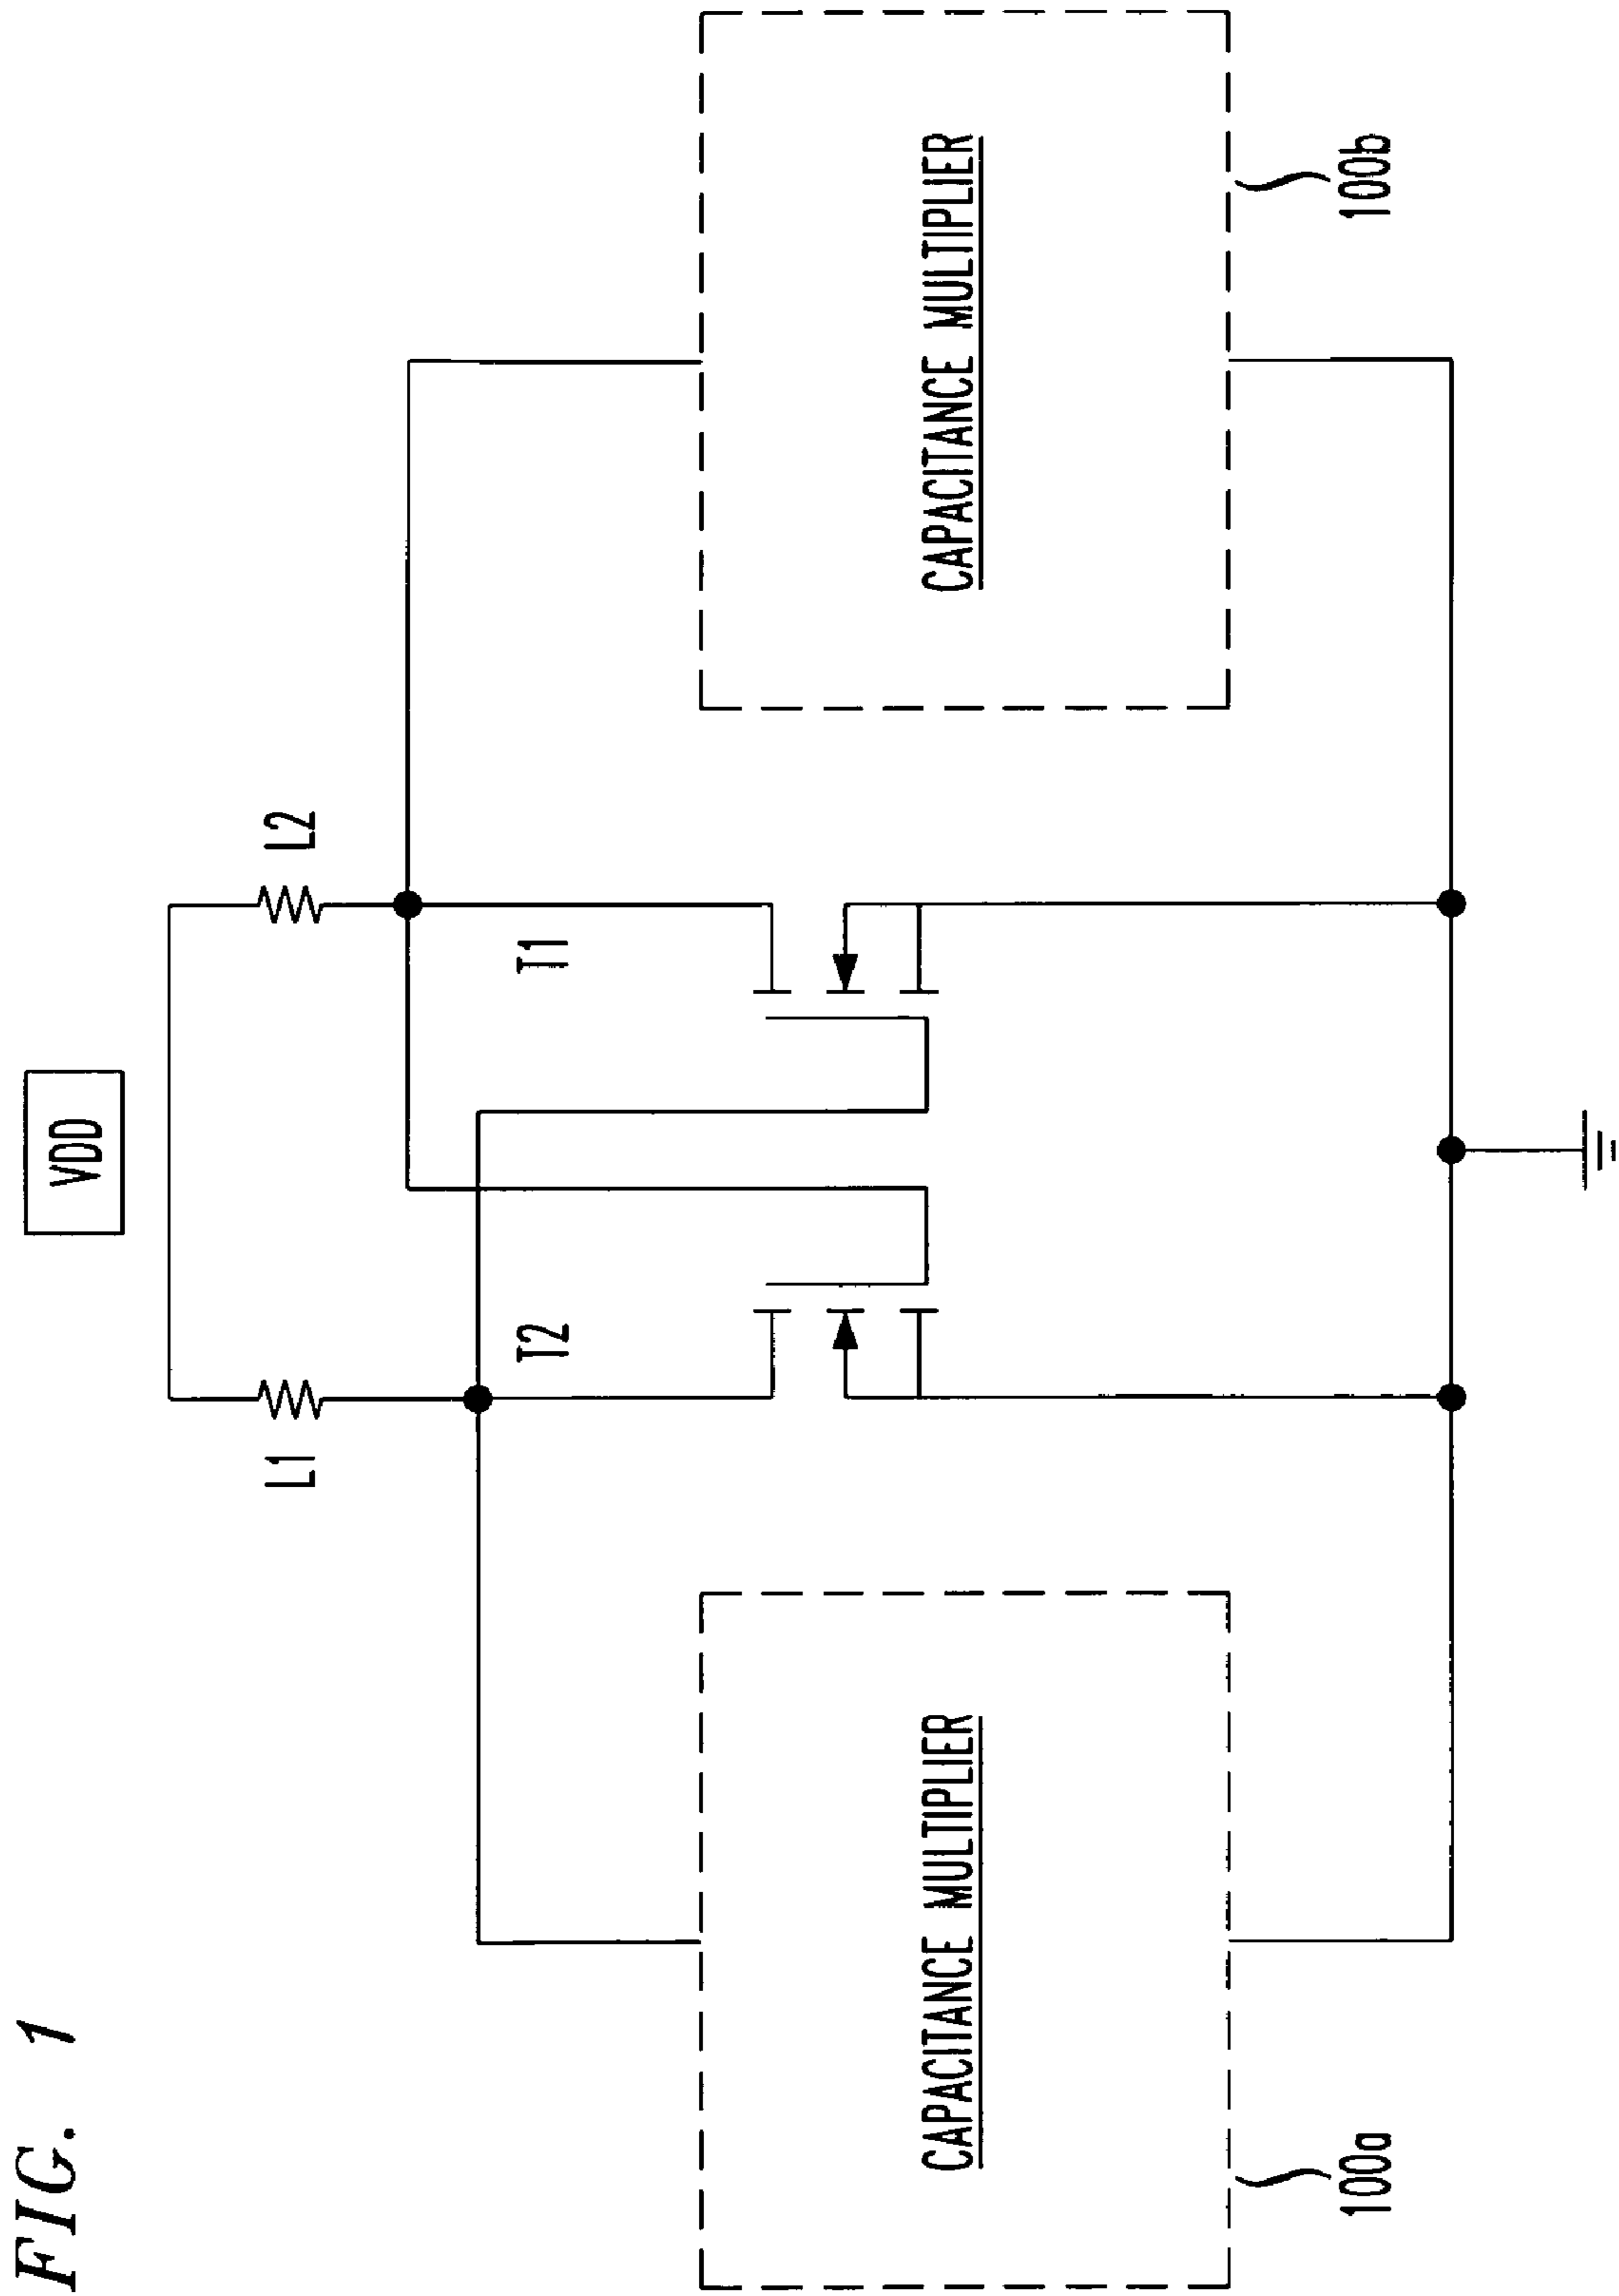 FIG. 1
VDD
L1
L2
T2
T1
CAPACITANCE MULTIPLIER
CAPACITANCE MULTIPLIER
100a
100b